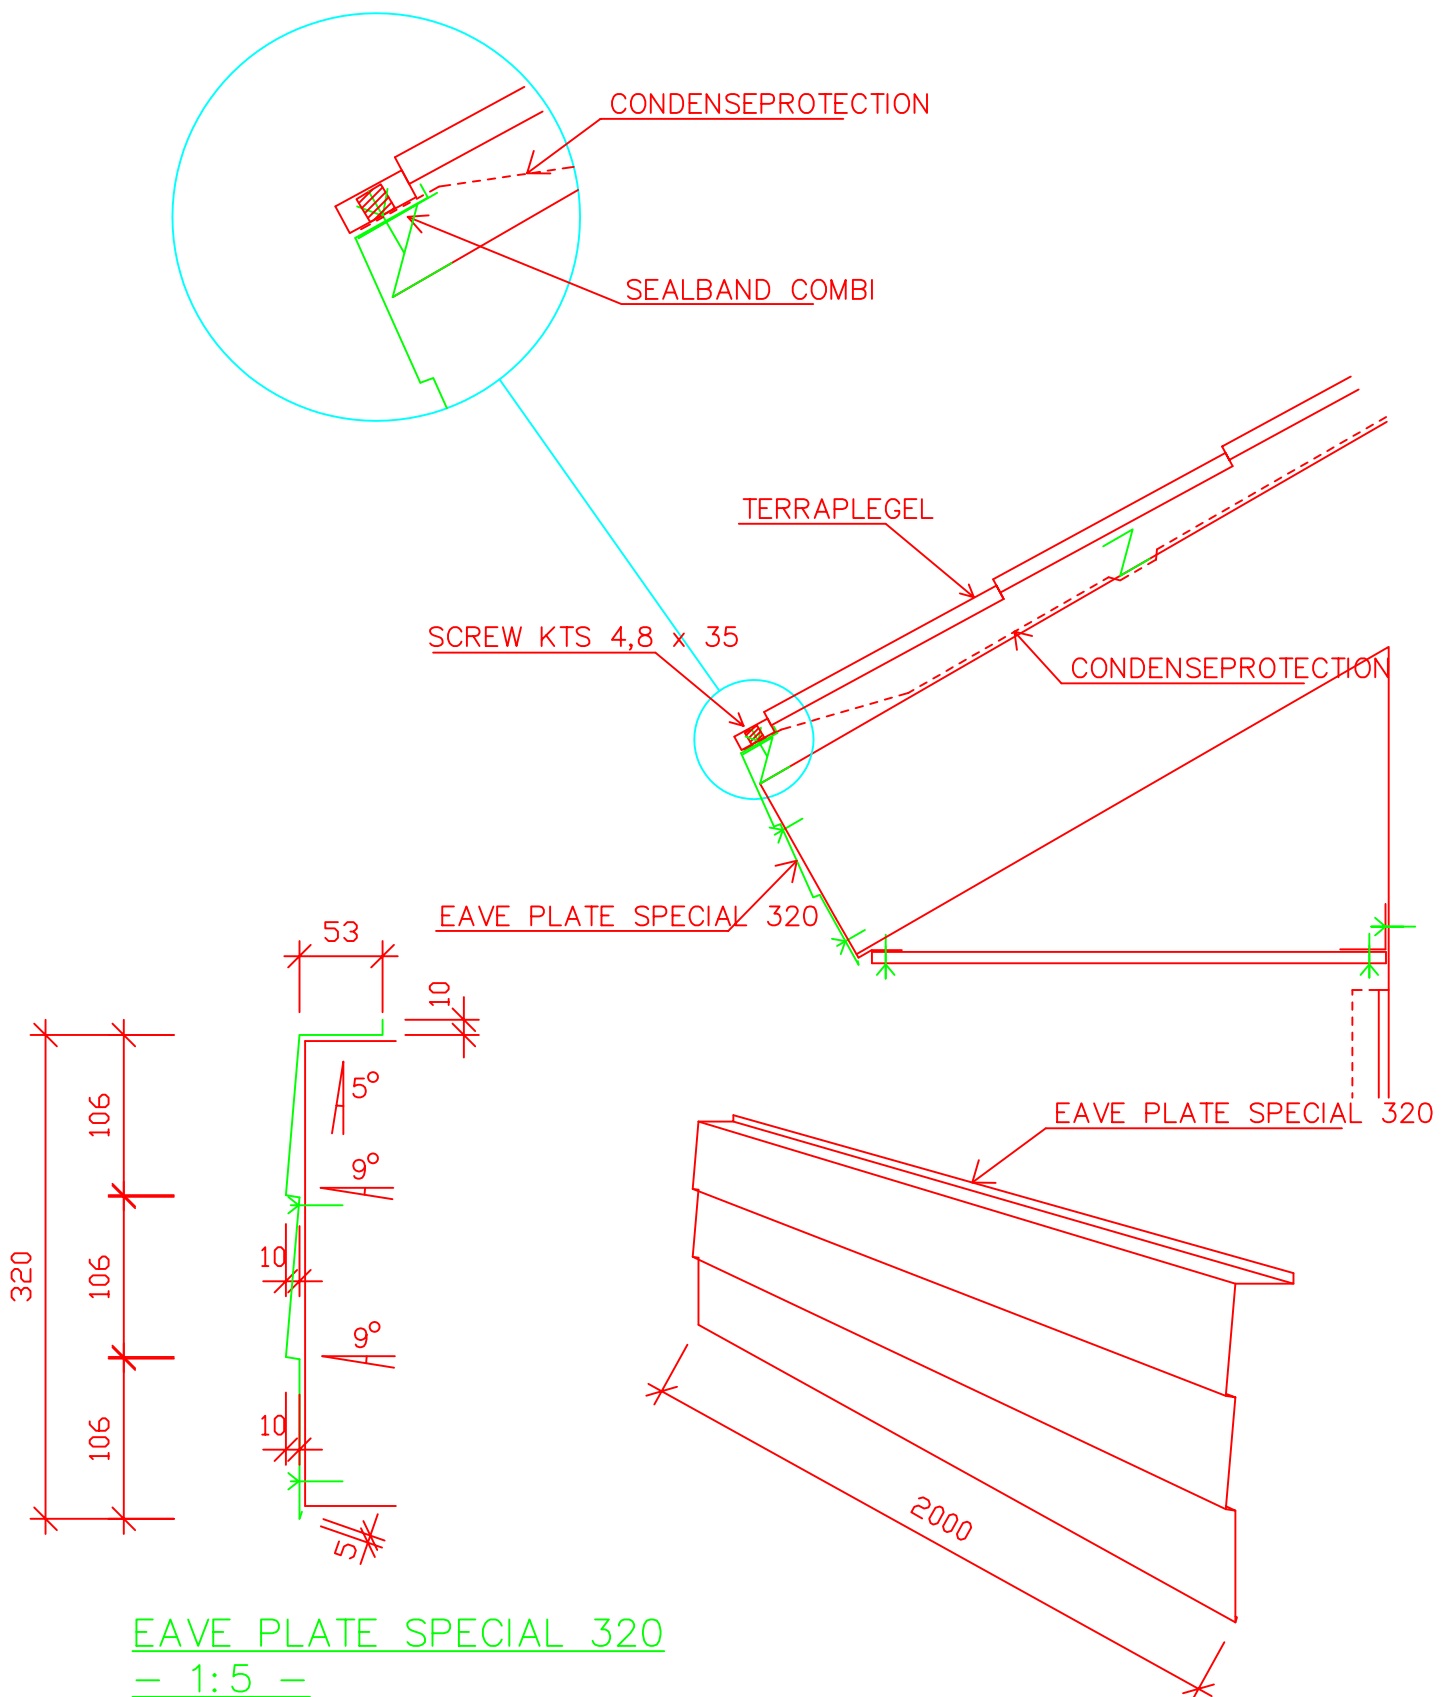 CONDENSEPROTECTION
SEALBAND COMBI
TERRAPLEGEL
SCREW KTS 4,8 x 35
CONDENSEPROTECTION
EAVE PLATE SPECIAL 320
53
10
5°
106
EAVE PLATE SPECIAL 320
9°
320
106
10
9°
106
10
2000
5
EAVE PLATE SPECIAL 320
- 1:5 -